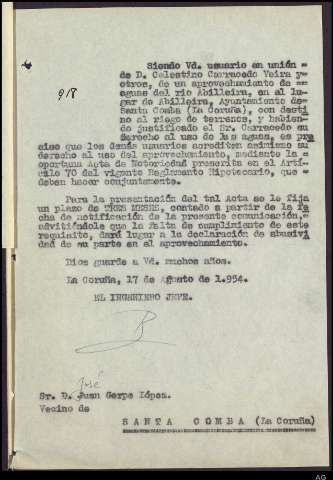 Siendo Vd. usuario en unión -
de D. Celestino Carracedo Veira y-
918 otros, de un aprovechamiento de -
aguas del río Abilleira, en el lu-
gar de Abilleira, Ayuntamiento de-
Santa Comba (La Coruña), con desti
no al riego de terrenos, y habien-
do justificado el Sr. Carracedo su
derecho al uso de las aguas, es pre
ciso que los demás usuarios acrediten asimismo su
derecho al uso del aprovechamiento, mediante la -
oportuna Acta de Notoriedad prescrita en el Artí-
culo 70 del vigente Reglamento Hipotecario, que -
deben hacer conjuntamente.
Para la presentación del tal Acta se le fija
un plazo de TRES MESES, contado a partir de la fe
cha de notificación de la presente comunicación,-
advirtiéndole que la falta de cumplimiento de este
requisito, dará lugar a la declaración de abusivi
dad de su parte en el aprovechamiento.
Dios guarde a Vd. muchos años.
La Coruña, 17 de Agosto de 1.954.
EL INGENIERO JEFE.
José
Sr. D. Juan Gerpe López.
Vecino de
SANTA COMBA (La Coruña)
AG